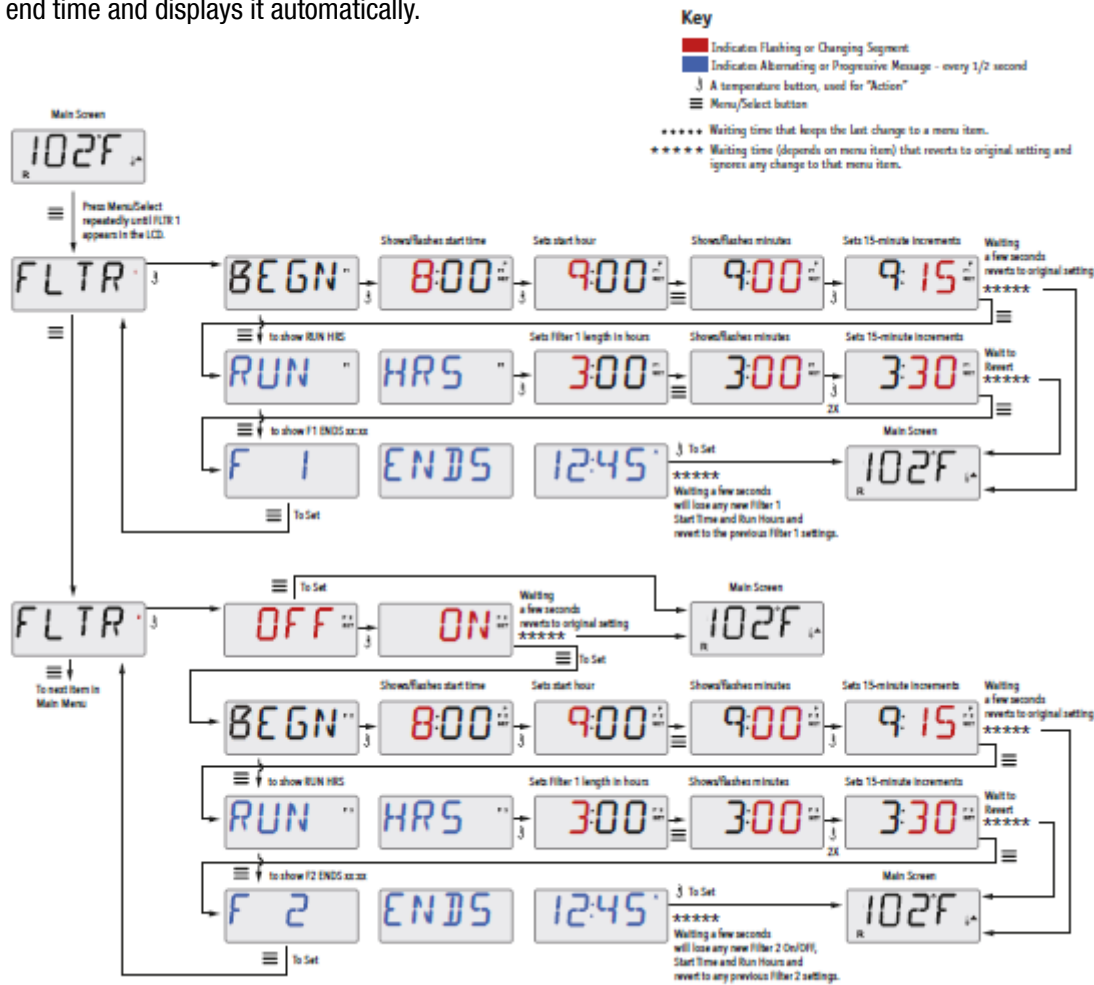 end time and displays it automatically.
Key
Indicates Flashing or Changing Segment
Indicates Alternating or Progressive Message - every 1/2 second
A temperature button, used for "Action"
Menu/Select button
***** Waiting time that keeps the last change to a menu item.
***** Waiting time (depends on menu item) that reverts to original setting and
ignores any change to that menu item.
Main Screen
102°F
R
Press Menu/Select
repeatedly until FLTR 1
appears in the LCD.
Shows/flashes start time
Sets start hour
Shows/flashes minutes
Sets 15-minute increments
Waiting
a few seconds
reverts to original setting
*****
FLTR
BEGN
8:00
9:00
9:00
9:15
to show RUN HRS
Sets Filter 1 length in hours
Shows/flashes minutes
Sets 15-minute increments
Wait to
Revert
*****
RUN
HRS
3:00
3:00
3:30
2X
to show F1 ENDS xx:xx
Main Screen
F 1
ENDS
12:45
To Set
*****
Waiting a few seconds
will lose any new Filter 1
Start Time and Run Hours and
revert to the previous Filter 1 settings.
102°F
R
To Set
To Set
Waiting
a few seconds
reverts to original setting
*****
Main Screen
FLTR
OFF
ON
102°F
R
To Set
To next item in
Main Menu
Shows/flashes start time
Sets start hour
Shows/flashes minutes
Sets 15-minute increments
Waiting
a few seconds
reverts to original setting
*****
BEGN
8:00
9:00
9:00
9:15
to show RUN HRS
Sets Filter 1 length in hours
Shows/flashes minutes
Sets 15-minute increments
Wait to
Revert
*****
RUN
HRS
3:00
3:00
3:30
2X
to show F2 ENDS xx:xx
Main Screen
F 2
ENDS
12:45
To Set
*****
Waiting a few seconds
will lose any new Filter 2 On/OFF,
Start Time and Run Hours and
revert to any previous Filter 2 settings.
102°F
R
To Set